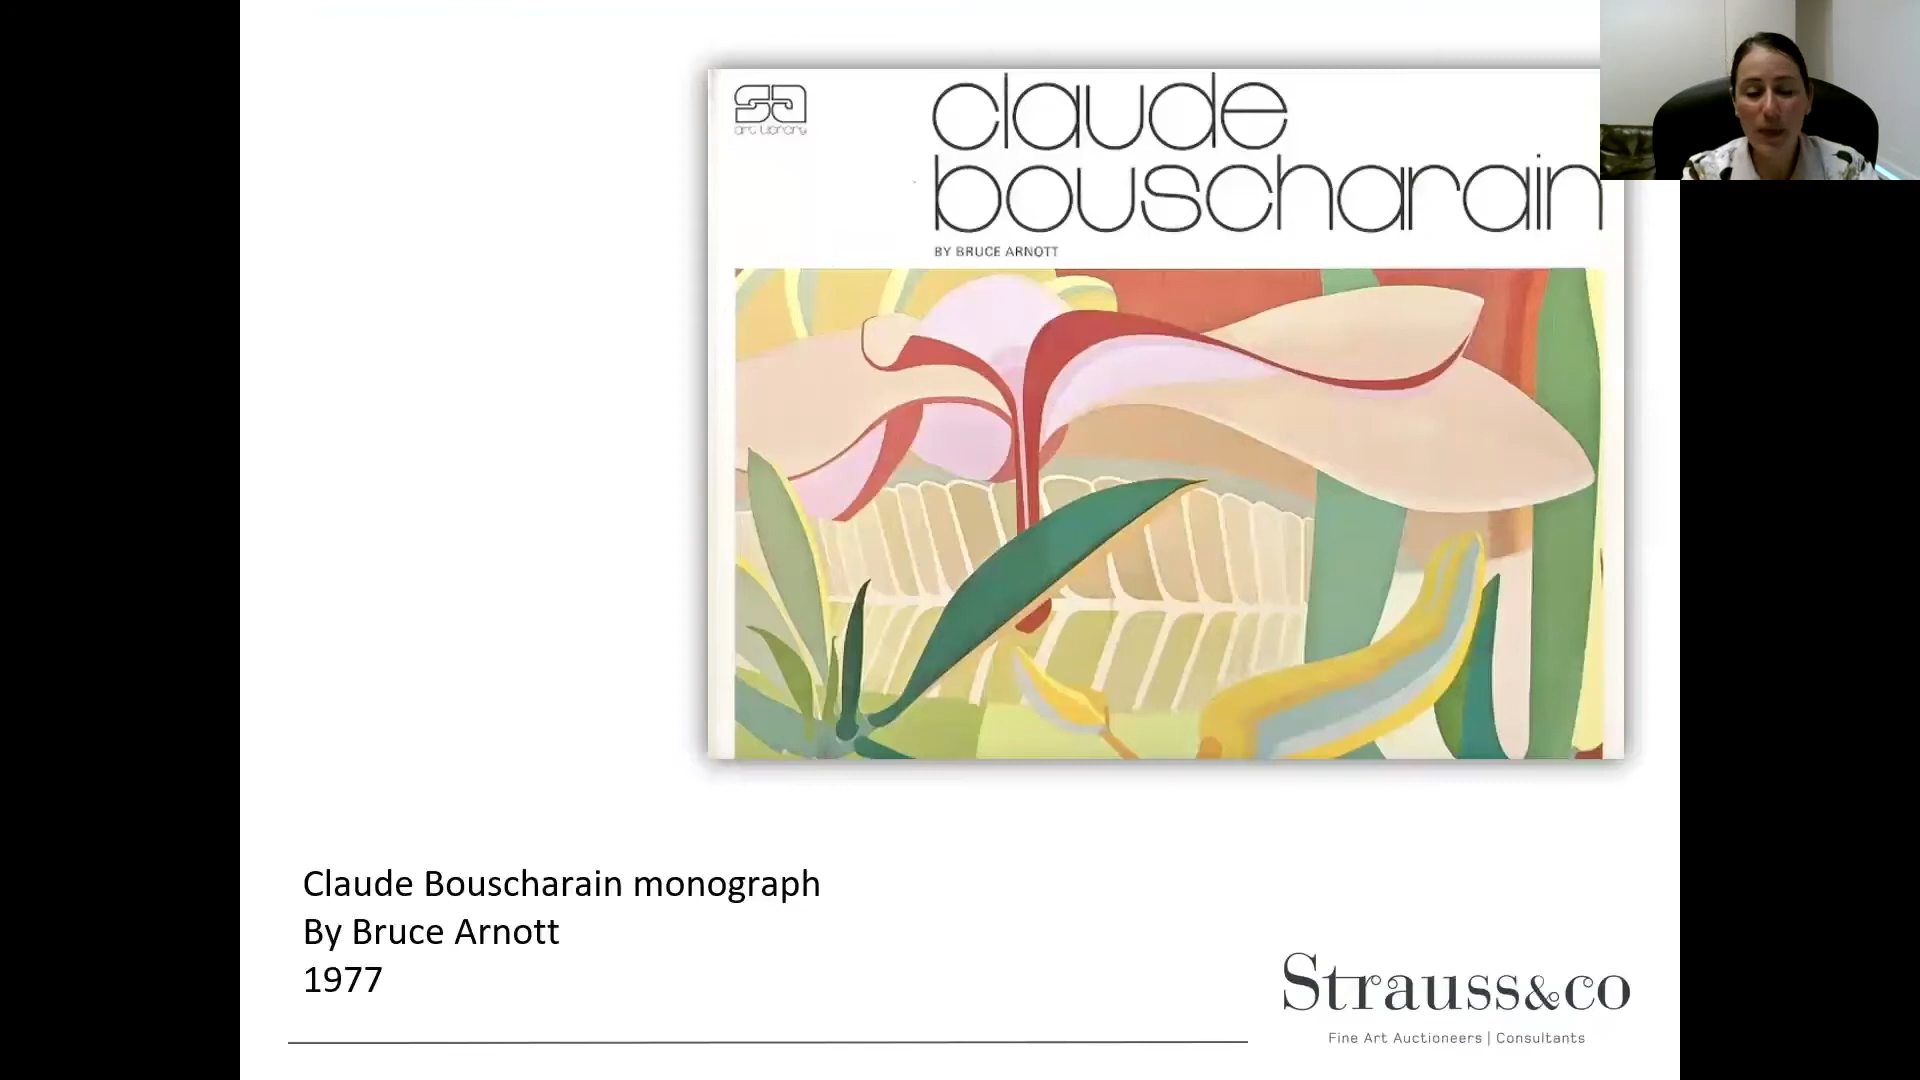 sa
art library
claude
bouscharain
BY BRUCE ARNOTT
Claude Bouscharain monograph
By Bruce Arnott
1977
Strauss&co
Fine Art Auctioneers | Consultants